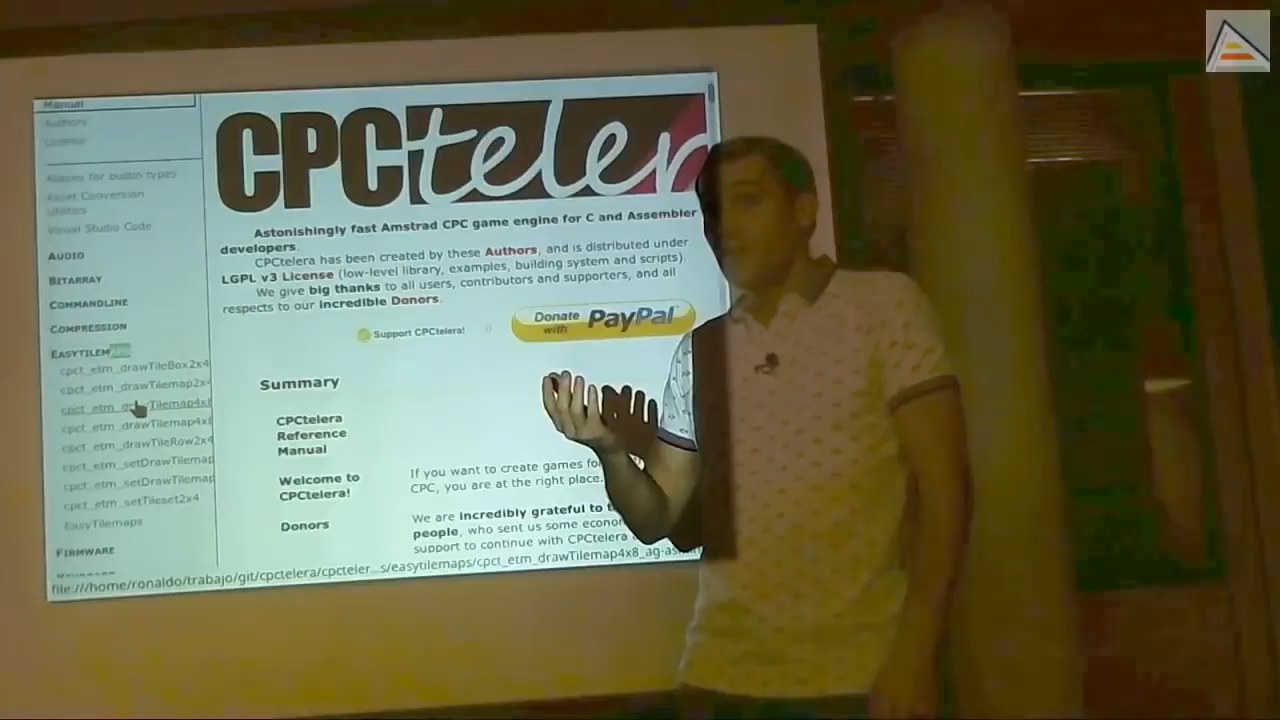 Manual
Authors
License
Aliases for builtin types
Asset Conversion
Utilities
Visual Studio Code
AUDIO
BITARRAY
COMMANDLINE
COMPRESSION
EASYTILEMAPS
cpct_etm_drawTileBox2x4
cpct_etm_drawTilemap2x4
cpct_etm_drawTilemap4x8
cpct_etm_drawTilemap4x8
cpct_etm_drawTileRow2x4
cpct_etm_setDrawTilemap
cpct_etm_setDrawTilemap
cpct_etm_setTileset2x4
EasyTilemaps
FIRMWARE
CPCteler
Astonishingly fast Amstrad CPC game engine for C and Assembler
developers.
CPCtelera has been created by these Authors, and is distributed under
LGPL v3 License (low-level library, examples, building system and scripts).
We give big thanks to all users, contributors and supporters, and all
respects to our incredible Donors.
Support CPCtelera! 0
Donate with PayPal
Summary
CPCtelera
Reference
Manual
Welcome to
CPCtelera!
If you want to create games for
CPC, you are at the right place.
Donors
We are incredibly grateful to
people, who sent us some
support to continue with CPCtelera
file:///home/ronaldo/trabajo/git/cpctelera/cpcteler...s/easytilemaps/cpct_etm_drawTilemap4x8_ag-as